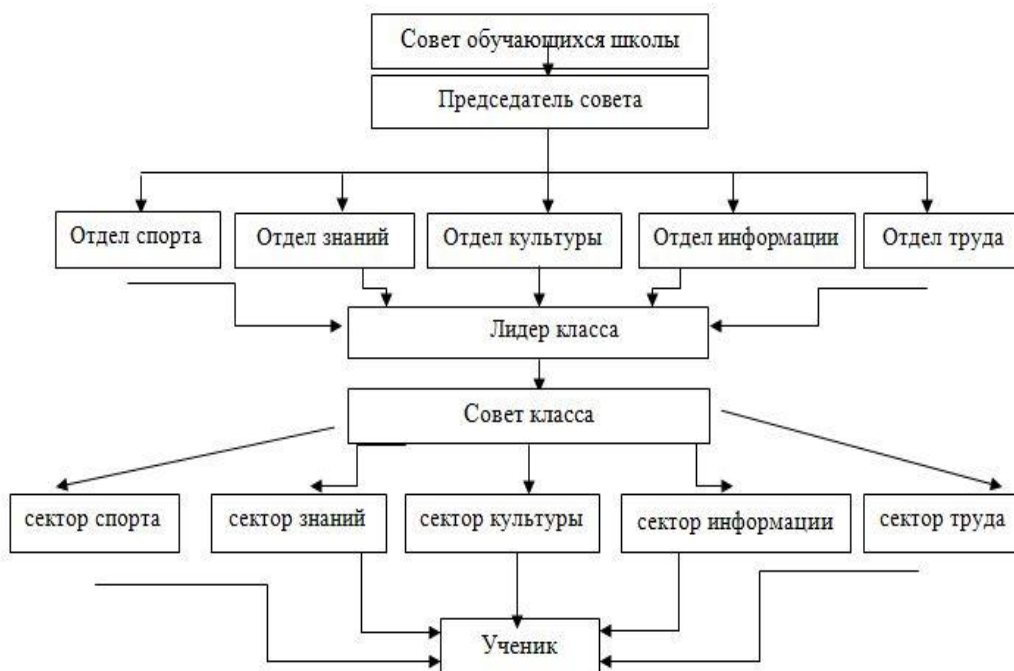 Совет обучающихся школы
Председатель совета
Отдел спорта
Отдел знаний
Отдел культуры
Отдел информации
Отдел труда
Лидер класса
Совет класса
сектор спорта
сектор знаний
сектор культуры
сектор информации
сектор труда
Ученик